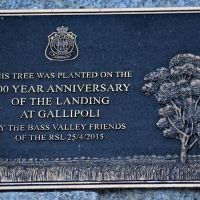 HIS TREE WAS PLANTED ON THE
00 YEAR ANNIVERSARY
OF THE LANDING
AT GALLIPOLI
Y THE BASS VALLEY FRIENDS
OF THE RSL 25/4/2015